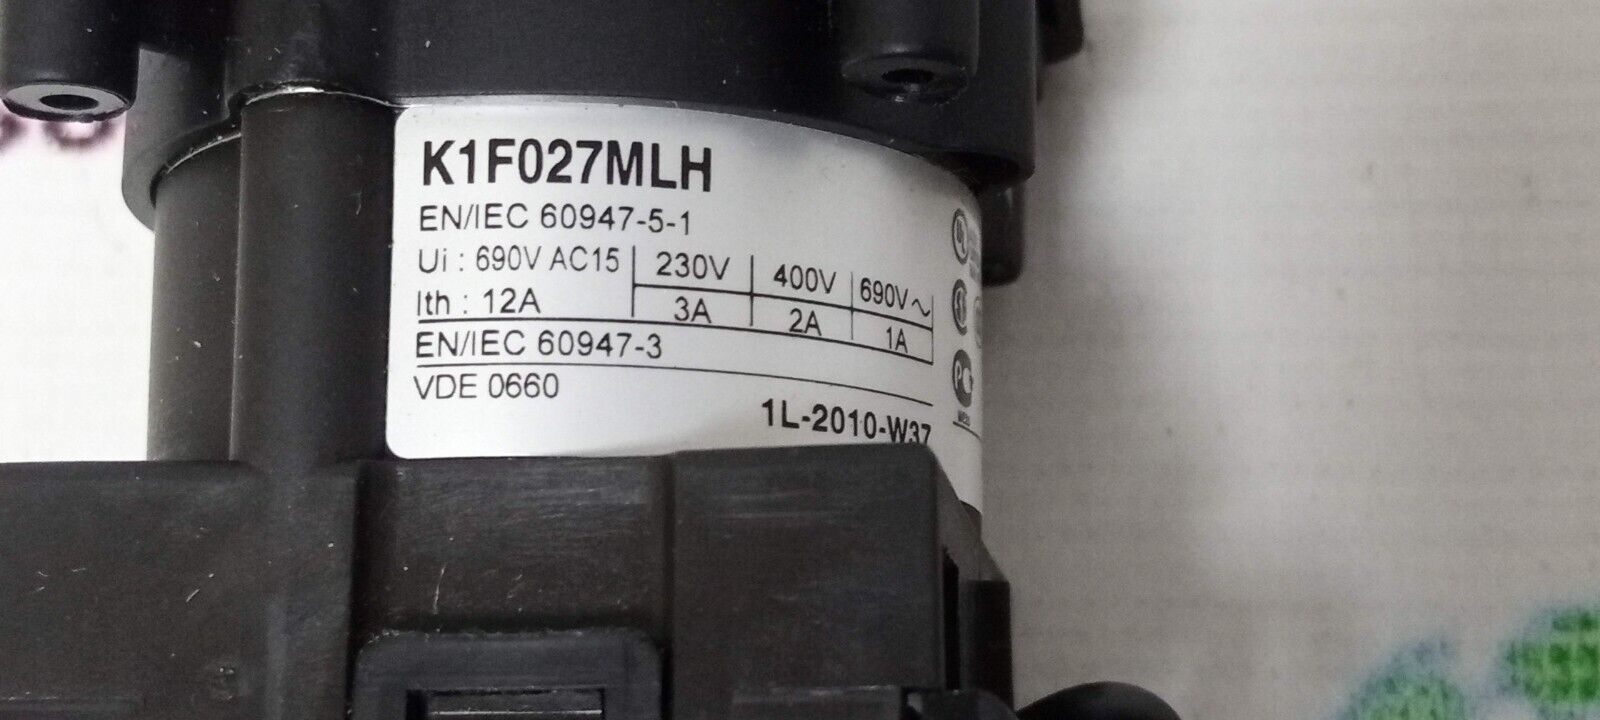 K1F027MLH
EN/IEC 60947-5-1
Ui : 690V AC15 230V 400V 690V~
Ith : 12A 3A 2A 1A
EN/IEC 60947-3
VDE 0660
1L-2010-W37